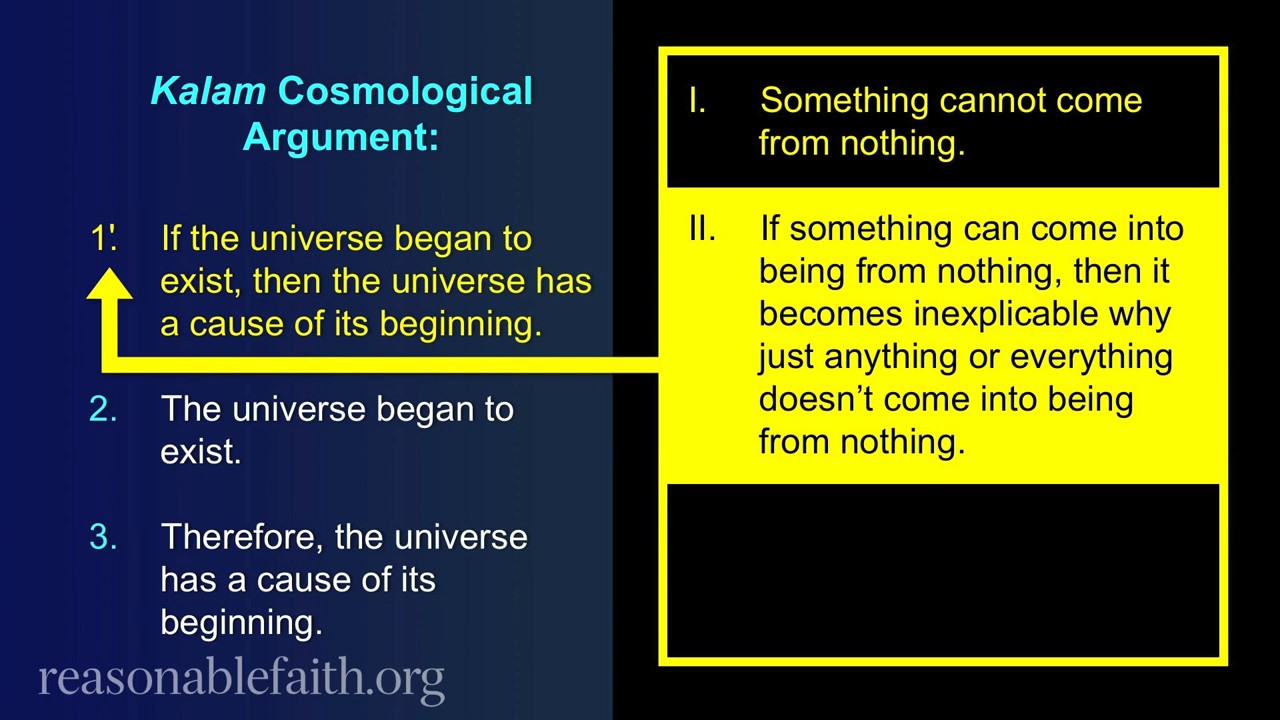 Kalam Cosmological
Argument:
1'. If the universe began to
exist, then the universe has
a cause of its beginning.
2. The universe began to
exist.
3. Therefore, the universe
has a cause of its
beginning.
reasonablefaith.org
I. Something cannot come
from nothing.
II. If something can come into
being from nothing, then it
becomes inexplicable why
just anything or everything
doesn’t come into being
from nothing.